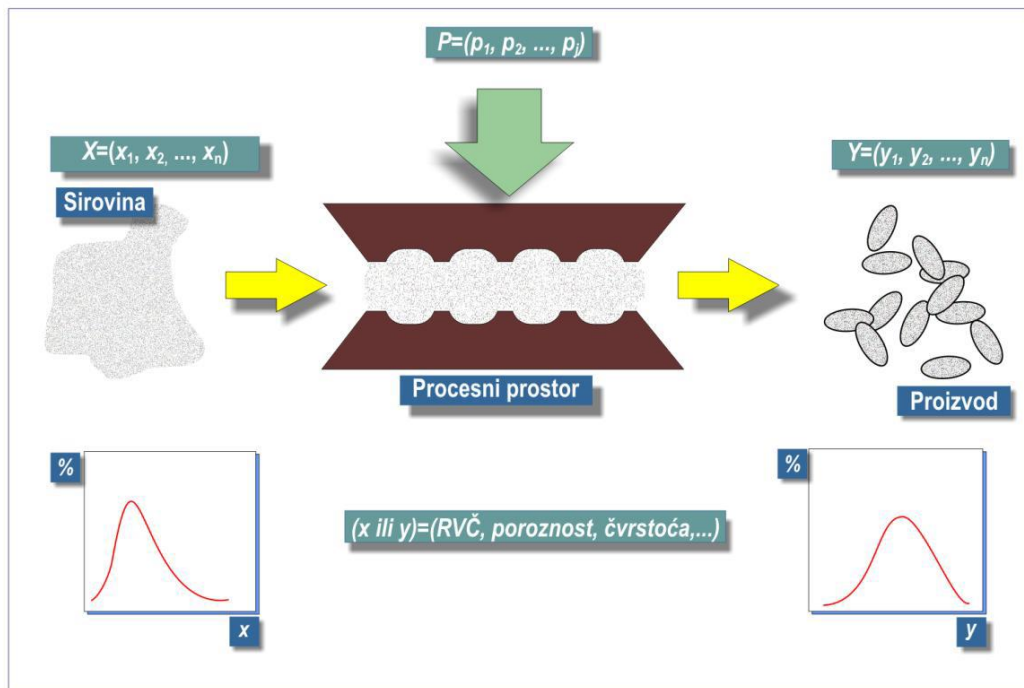 P=(p1, p2, ..., pj)
X=(x1, x2, ..., xn)
Y=(y1, y2, ..., yn)
Sirovina
Procesni prostor
Proizvod
%
%
(x ili y)=(RVČ, poroznost, čvrstoća,...)
x
y